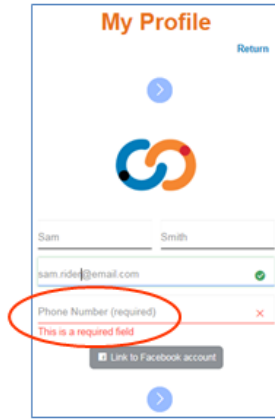 My Profile
Return
Sam Smith
sam.rider@email.com
Phone Number (required)
This is a required field.
Link to Facebook account